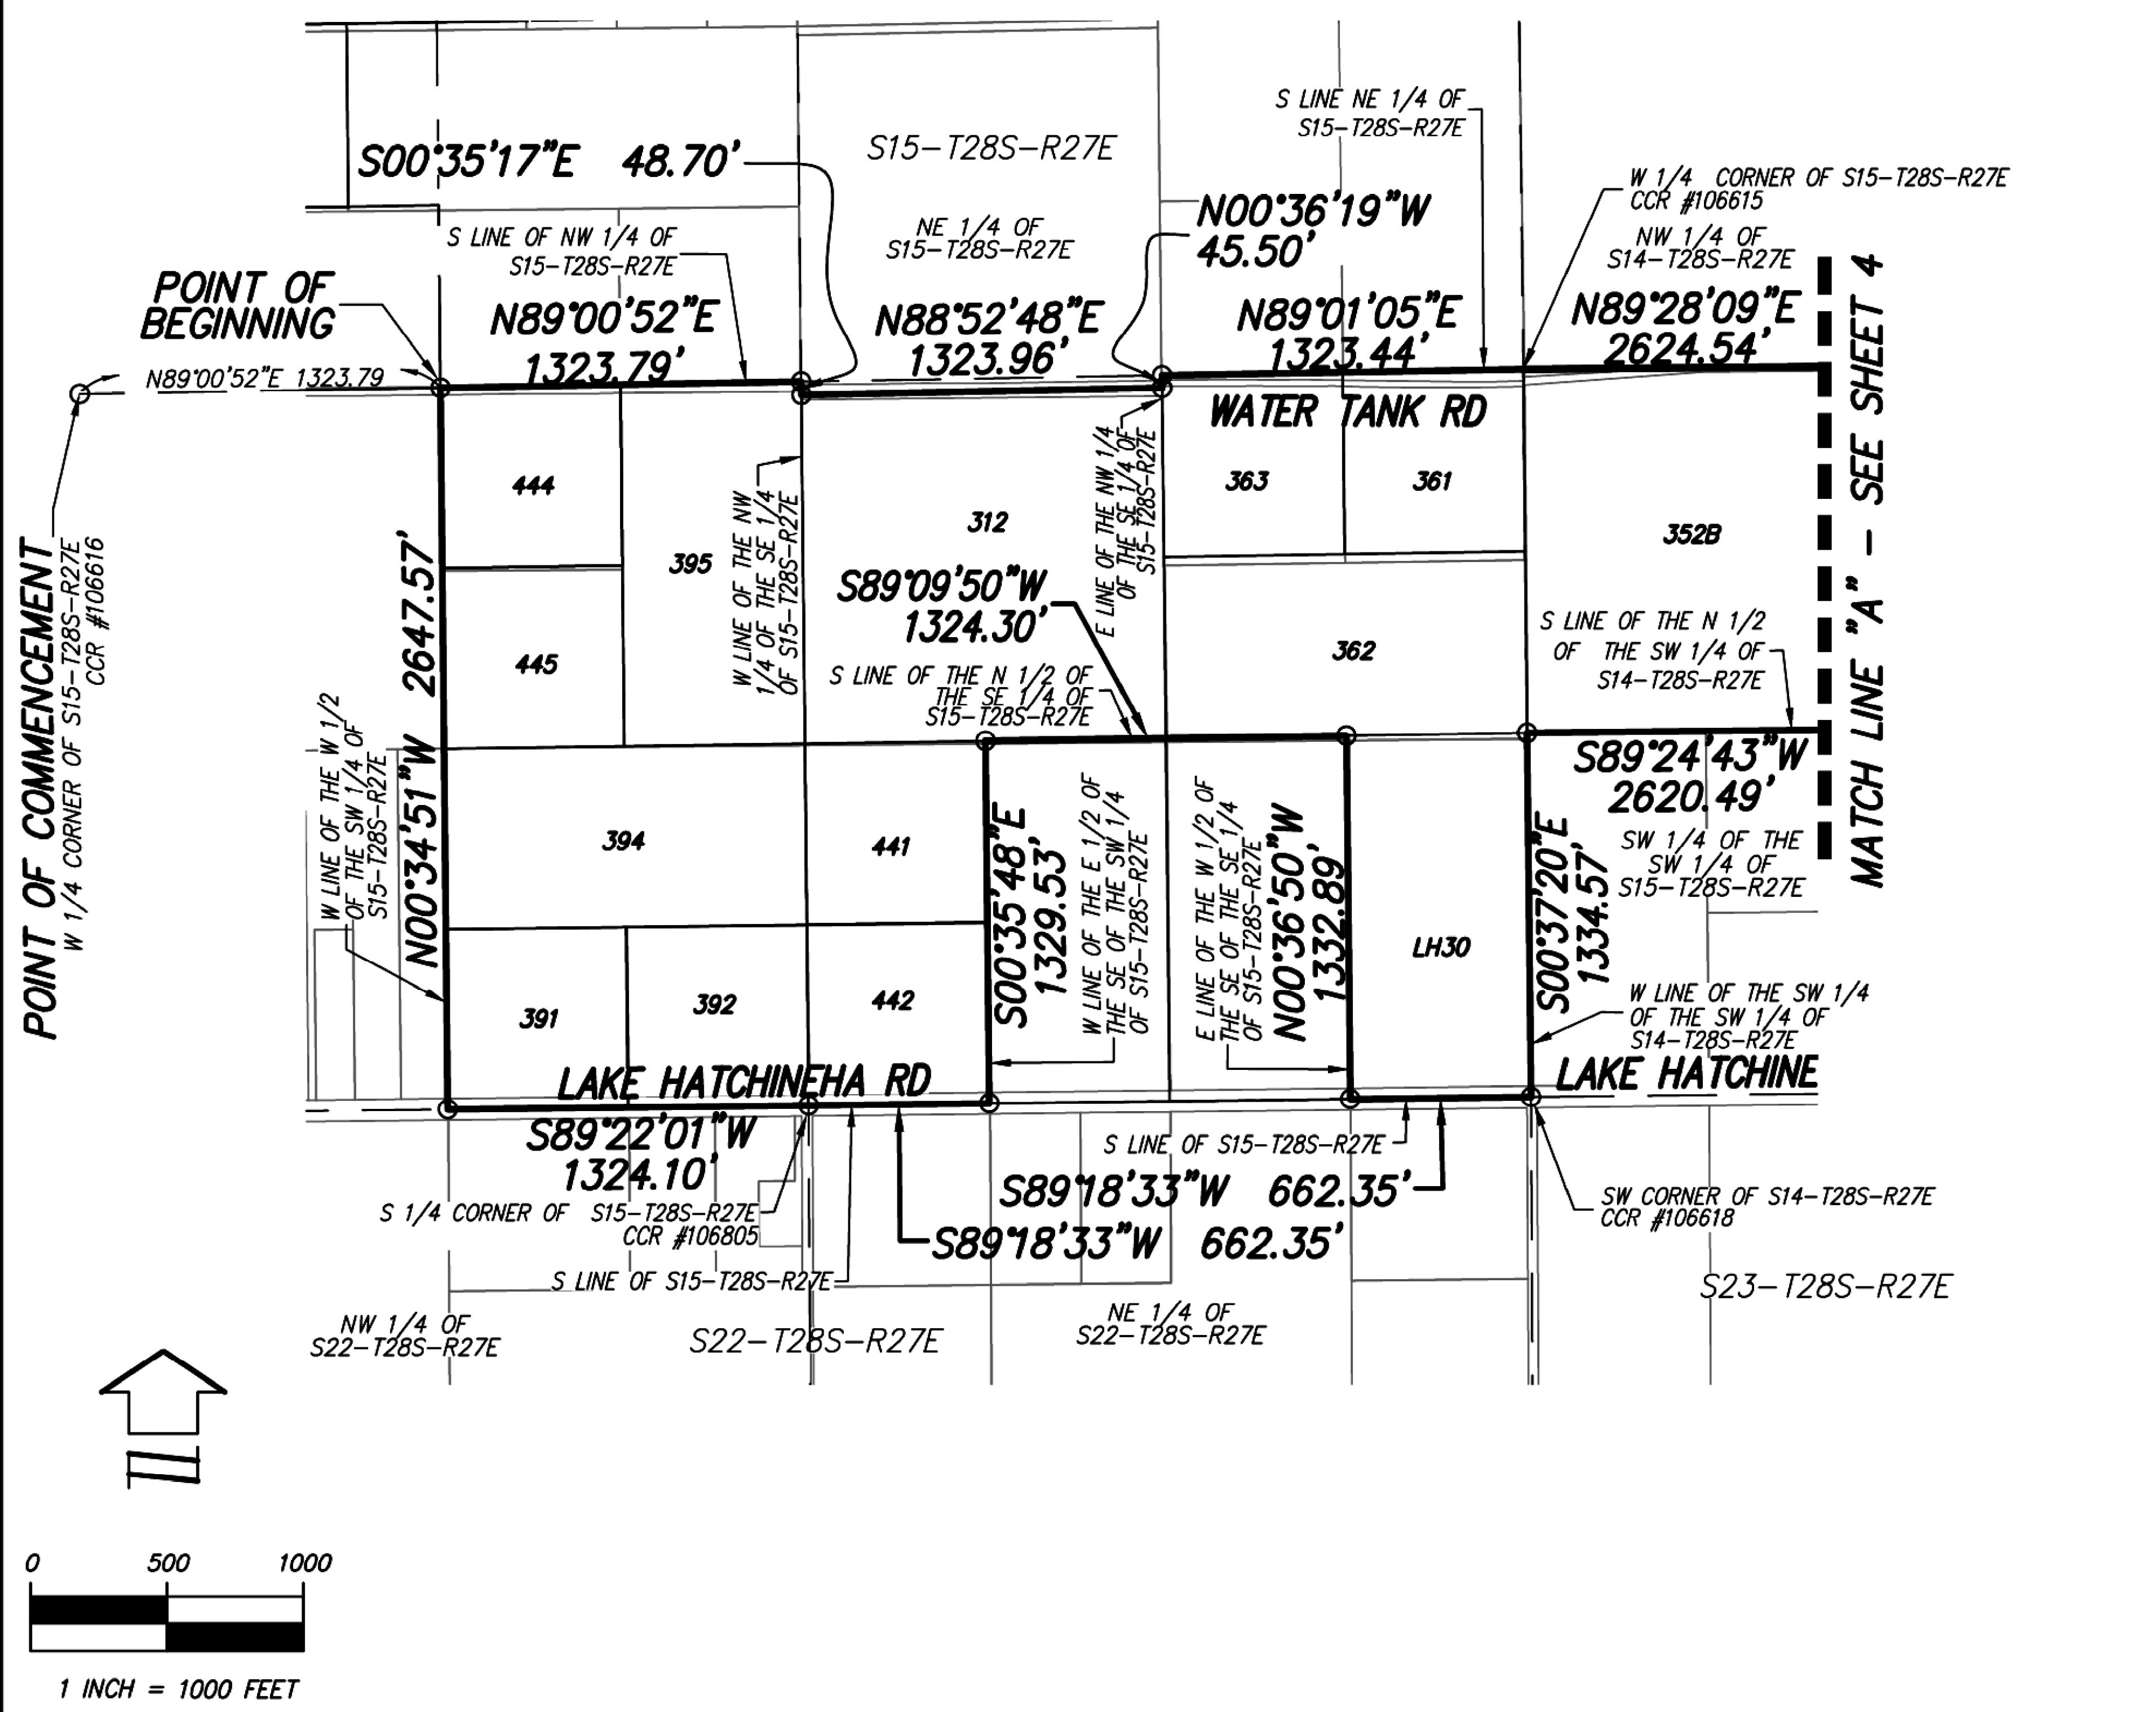 S LINE NE 1/4 OF
S15-T28S-R27E
S00°35'17"E 48.70'
S15-T28S-R27E
W 1/4 CORNER OF S15-T28S-R27E
CCR #106615
N00°36'19"W
45.50'
NE 1/4 OF
S15-T28S-R27E
NW 1/4 OF
S14-T28S-R27E
S LINE OF NW 1/4 OF
S15-T28S-R27E
POINT OF
BEGINNING
N89°00'52"E
1323.79'
N88°52'48"E
1323.96'
N89°01'05"E
1323.44'
N89°28'09"E
2624.54'
N89°00'52"E 1323.79
WATER TANK RD
MATCH LINE "A" - SEE SHEET 4
POINT OF COMMENCEMENT
W 1/4 CORNER OF S15-T28S-R27E
CCR #106616
444
395
312
363
361
352B
W LINE OF THE NW
1/4 OF THE SE 1/4
OF S15-T28S-R27E
E LINE OF THE NW 1/4
OF THE SE 1/4 OF
S15-T28S-R27E
S89°09'50"W
1324.30'
445
362
S LINE OF THE N 1/2
OF THE SW 1/4 OF
S14-T28S-R27E
S LINE OF THE N 1/2 OF
THE SE 1/4 OF
S15-T28S-R27E
N00°34'51"W 2647.57'
W LINE OF THE W 1/2
OF THE SW 1/4 OF
S15-T28S-R27E
S89°24'43"W
2620.49'
394
441
S00°35'48"E
1329.53'
W LINE OF THE E 1/2 OF
THE SE OF THE SW 1/4
OF S15-T28S-R27E
E LINE OF THE W 1/2 OF
THE SE OF THE SE 1/4
OF S15-T28S-R27E
N00°36'50"W
1332.89'
LH30
S00°37'20"E
1334.57'
SW 1/4 OF THE
SW 1/4 OF
S15-T28S-R27E
391
392
442
W LINE OF THE SW 1/4
OF THE SW 1/4 OF
S14-T28S-R27E
LAKE HATCHINEHA RD
LAKE HATCHINE
S89°22'01"W
1324.10'
S LINE OF S15-T28S-R27E
S89°18'33"W 662.35'
S 1/4 CORNER OF S15-T28S-R27E
CCR #106805
S89°18'33"W 662.35'
SW CORNER OF S14-T28S-R27E
CCR #106618
S LINE OF S15-T28S-R27E
S23-T28S-R27E
NW 1/4 OF
S22-T28S-R27E
S22-T28S-R27E
NE 1/4 OF
S22-T28S-R27E
N
0 500 1000
1 INCH = 1000 FEET